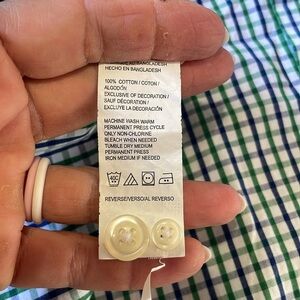 HECHO EN BANGLADESH
100% COTTON / COTON /
ALGODÓN
EXCLUSIVE OF DECORATION /
SAUF DÉCORATION /
EXCLUYE LA DECORACIÓN
MACHINE WASH WARM
PERMANENT PRESS CYCLE
ONLY NON-CHLORINE
BLEACH WHEN NEEDED
TUMBLE DRY MEDIUM
PERMANENT PRESS
IRON MEDIUM IF NEEDED
REVERSE/VERSO/AL REVERSO